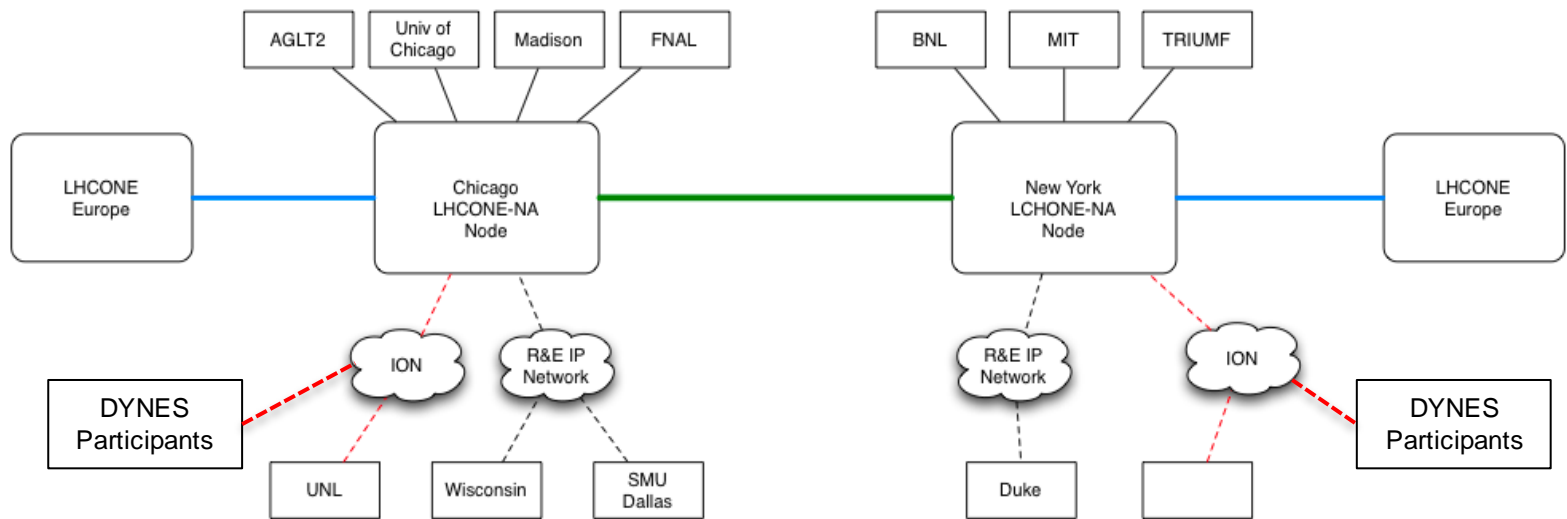 AGLT2
Univ of
Chicago
Madison
FNAL
BNL
MIT
TRIUMF
LHCONE
Europe
Chicago
LHCONE-NA
Node
New York
LCHONE-NA
Node
LHCONE
Europe
ION
R&E IP
Network
R&E IP
Network
ION
DYNES
Participants
DYNES
Participants
UNL
Wisconsin
SMU
Dallas
Duke